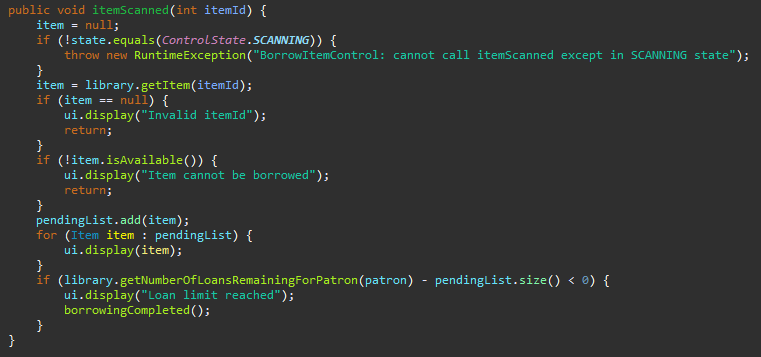 public void itemScanned(int itemId) {
    item = null;
    if (!state.equals(ControlState.SCANNING)) {
        throw new RuntimeException("BorrowItemControl: cannot call itemScanned except in SCANNING state");
    }
    item = library.getItem(itemId);
    if (item == null) {
        ui.display("Invalid itemId");
        return;
    }
    if (!item.isAvailable()) {
        ui.display("Item cannot be borrowed");
        return;
    }
    pendingList.add(item);
    for (Item item : pendingList) {
        ui.display(item);
    }
    if (library.getNumberOfLoansRemainingForPatron(patron) - pendingList.size() < 0) {
        ui.display("Loan limit reached");
        borrowingCompleted();
    }
}